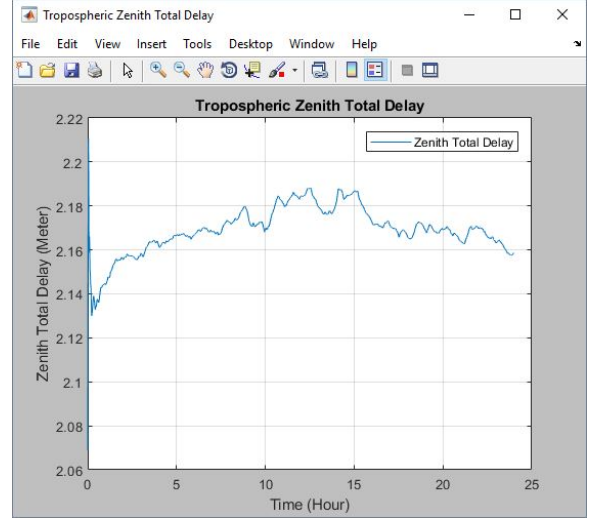 Tropospheric Zenith Total Delay
File Edit View Insert Tools Desktop Window Help
Tropospheric Zenith Total Delay
Zenith Total Delay
2.22
2.2
2.18
2.16
2.14
2.12
2.1
2.08
2.06
Zenith Total Delay (Meter)
0 5 10 15 20 25
Time (Hour)